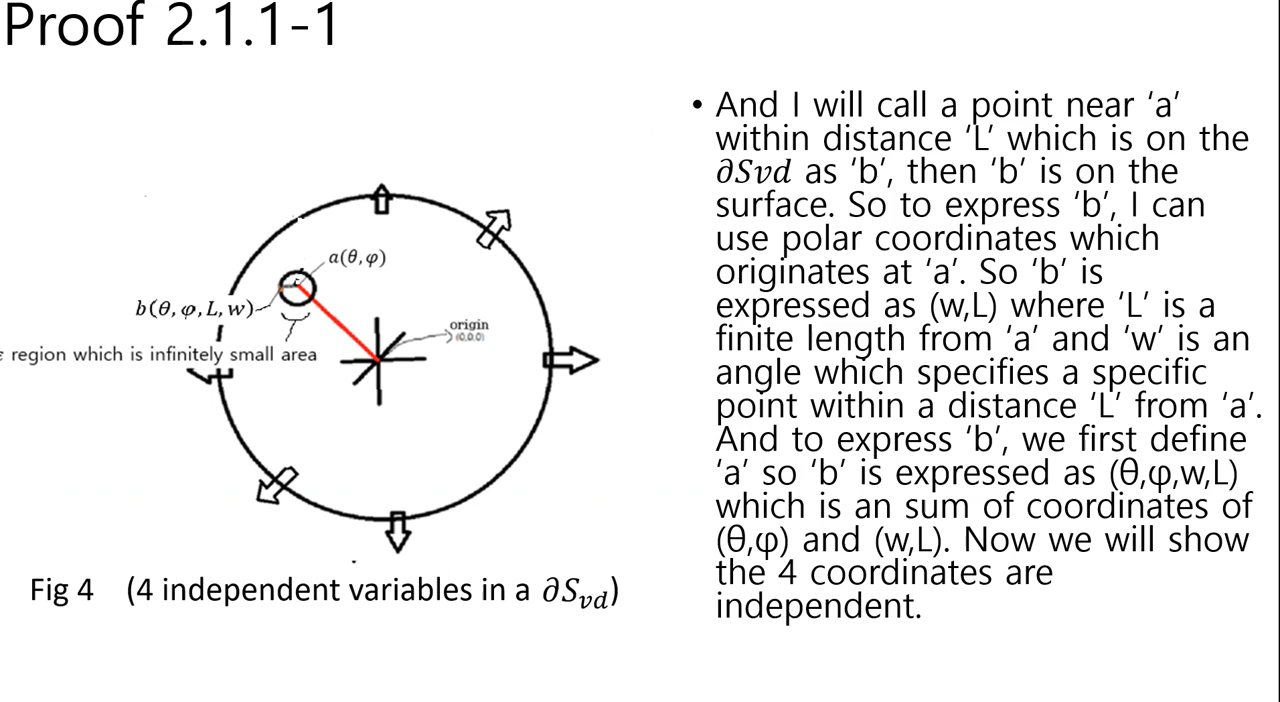 Proof 2.1.1-1
a(θ,φ)
b(θ,φ,L,w)
origin
(0,0,0)
ε region which is infinitely small area
Fig 4 (4 independent variables in a ∂S_vd)
• And I will call a point near ‘a’
within distance ‘L’ which is on the
∂Svd as ‘b’, then ‘b’ is on the
surface. So to express ‘b’, I can
use polar coordinates which
originates at ‘a’. So ‘b’ is
expressed as (w,L) where ‘L’ is a
finite length from ‘a’ and ‘w’ is an
angle which specifies a specific
point within a distance ‘L’ from ‘a’.
And to express ‘b’, we first define
‘a’ so ‘b’ is expressed as (θ,φ,w,L)
which is an sum of coordinates of
(θ,φ) and (w,L). Now we will show
the 4 coordinates are
independent.